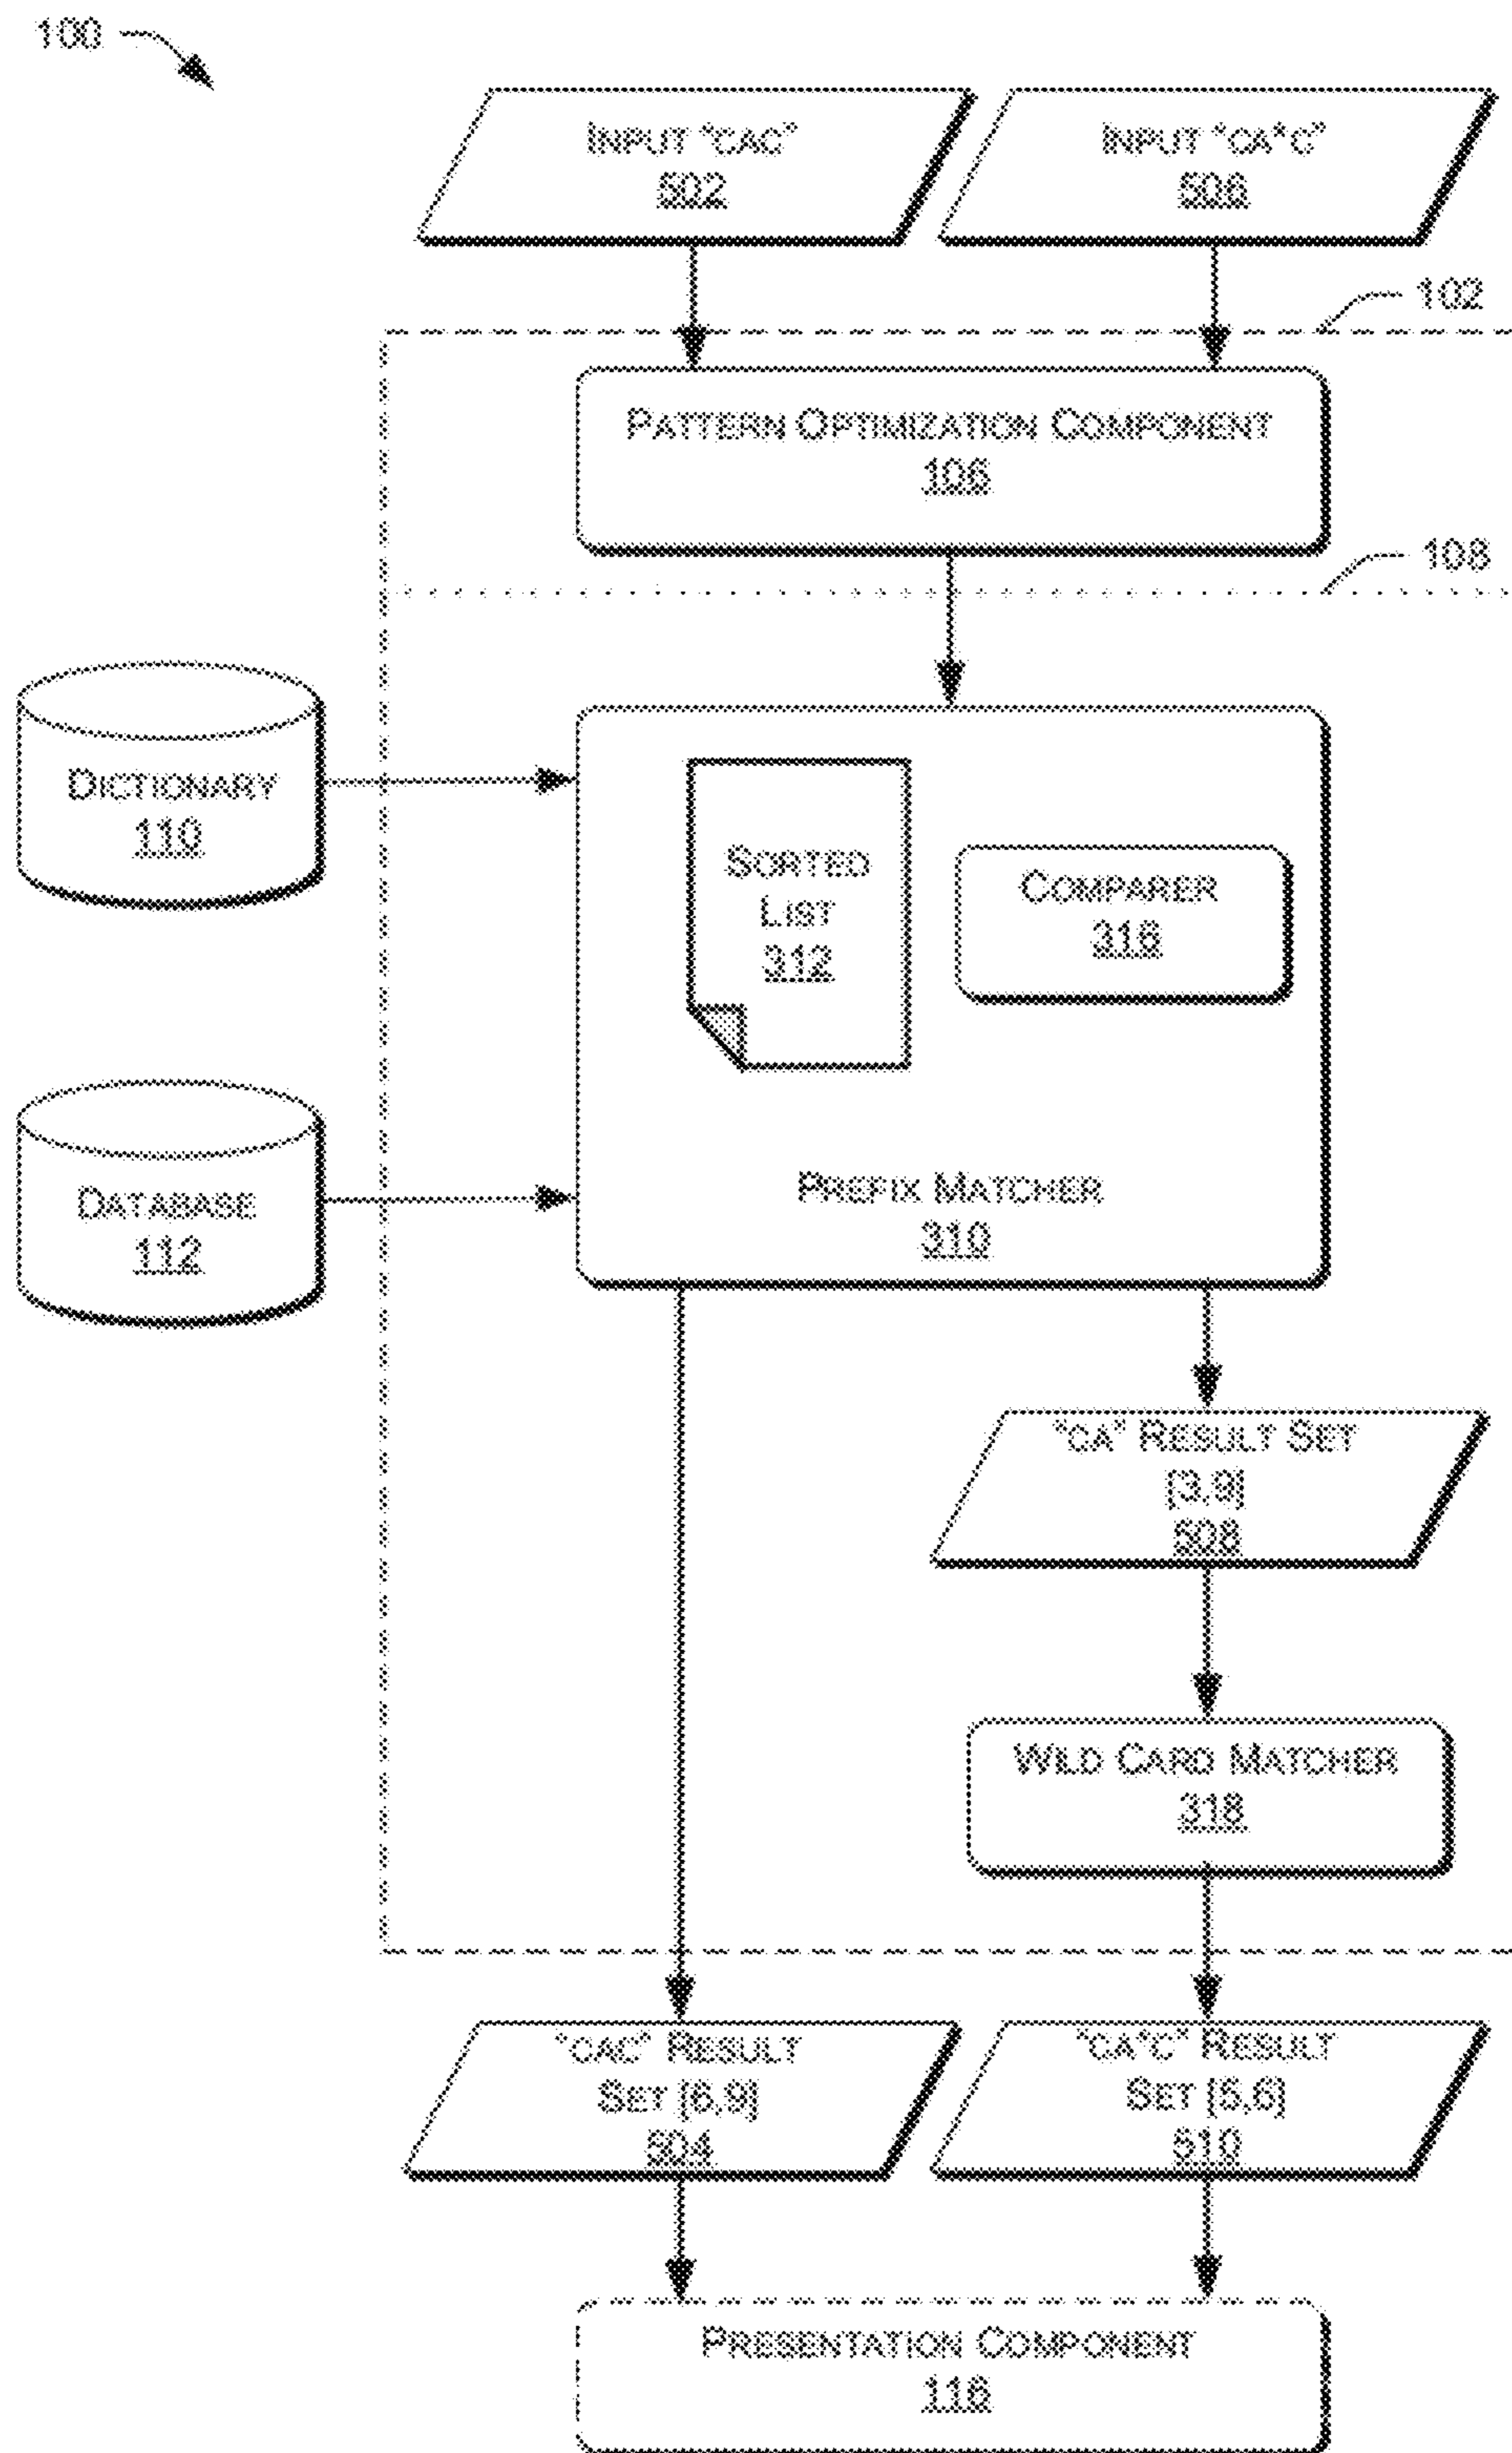 100
INPUT "CAC"
502
INPUT "CA*C"
506
102
PATTERN OPTIMIZATION COMPONENT
106
108
DICTIONARY
110
SORTED
LIST
312
COMPARER
316
DATABASE
112
PREFIX MATCHER
310
"CA" RESULT SET
[3,9]
508
WILD CARD MATCHER
318
"CAC" RESULT
SET [6,9]
504
"CA*C" RESULT
SET [5,6]
510
PRESENTATION COMPONENT
116